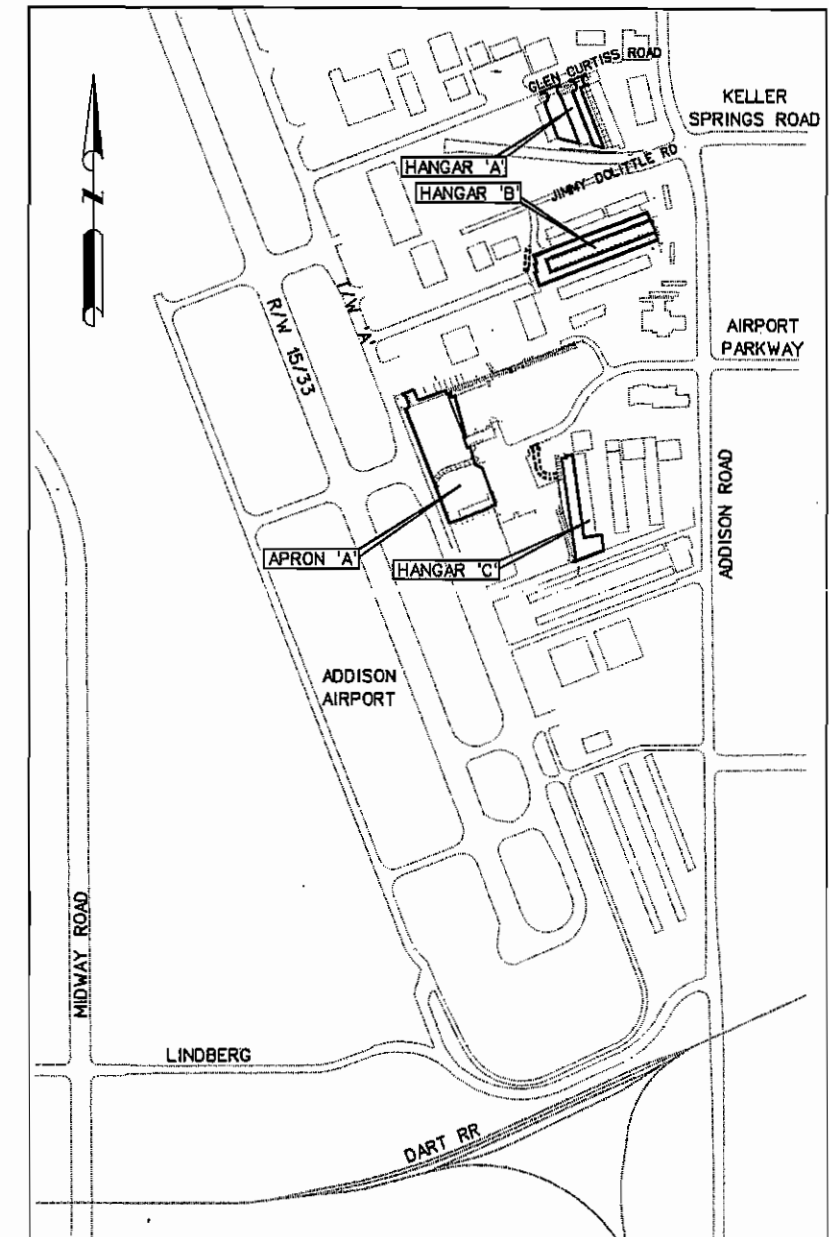 GLEN CURTISS ROAD
KELLER
SPRINGS ROAD
HANGAR 'A'
JIMMY DOLITTLE RD
HANGAR 'B'
N
T/W 'A'
R/W 15/33
AIRPORT
PARKWAY
ADDISON ROAD
APRON 'A'
HANGAR 'C'
ADDISON
AIRPORT
MIDWAY ROAD
LINDBERG
DART RR